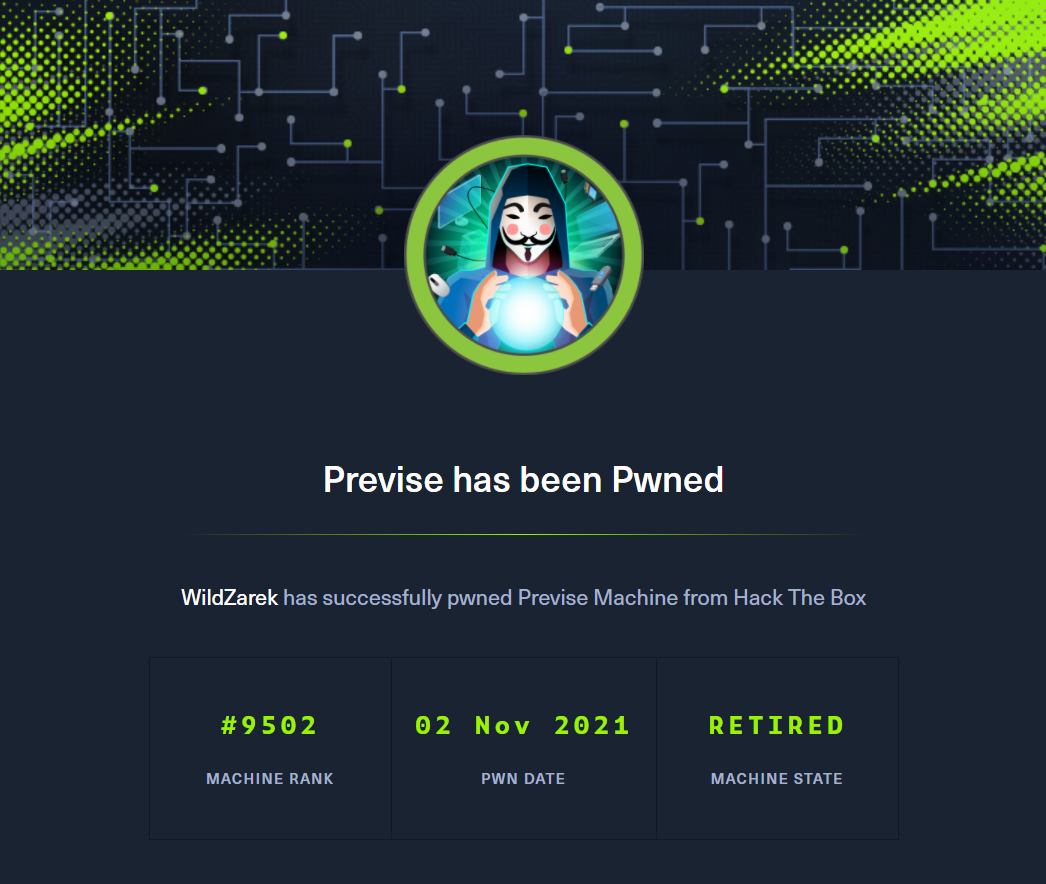 Previse has been Pwned
WildZarek has successfully pwned Previse Machine from Hack The Box
#9502
02 Nov 2021
RETIRED
MACHINE RANK
PWN DATE
MACHINE STATE